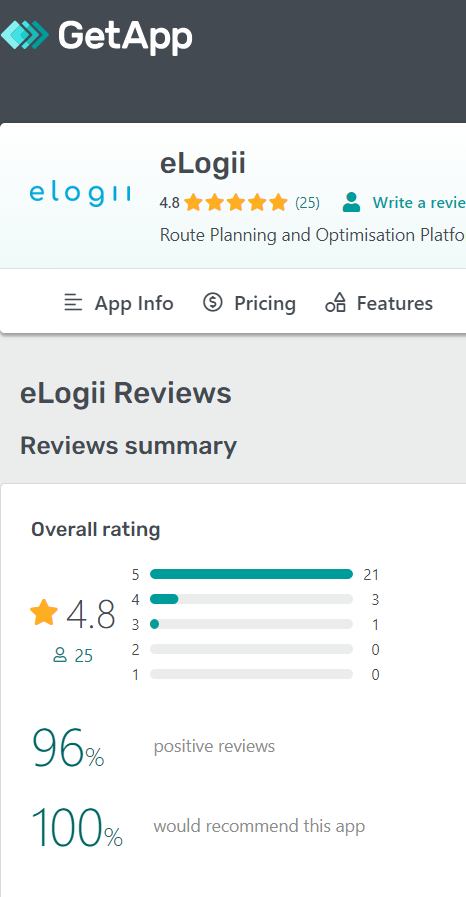 GetApp
elogii
eLogii
4.8 (25) Write a revie
Route Planning and Optimisation Platfo
App Info Pricing Features
eLogii Reviews
Reviews summary
Overall rating
4.8
25
5 21
4 3
3 1
2 0
1 0
96% positive reviews
100% would recommend this app